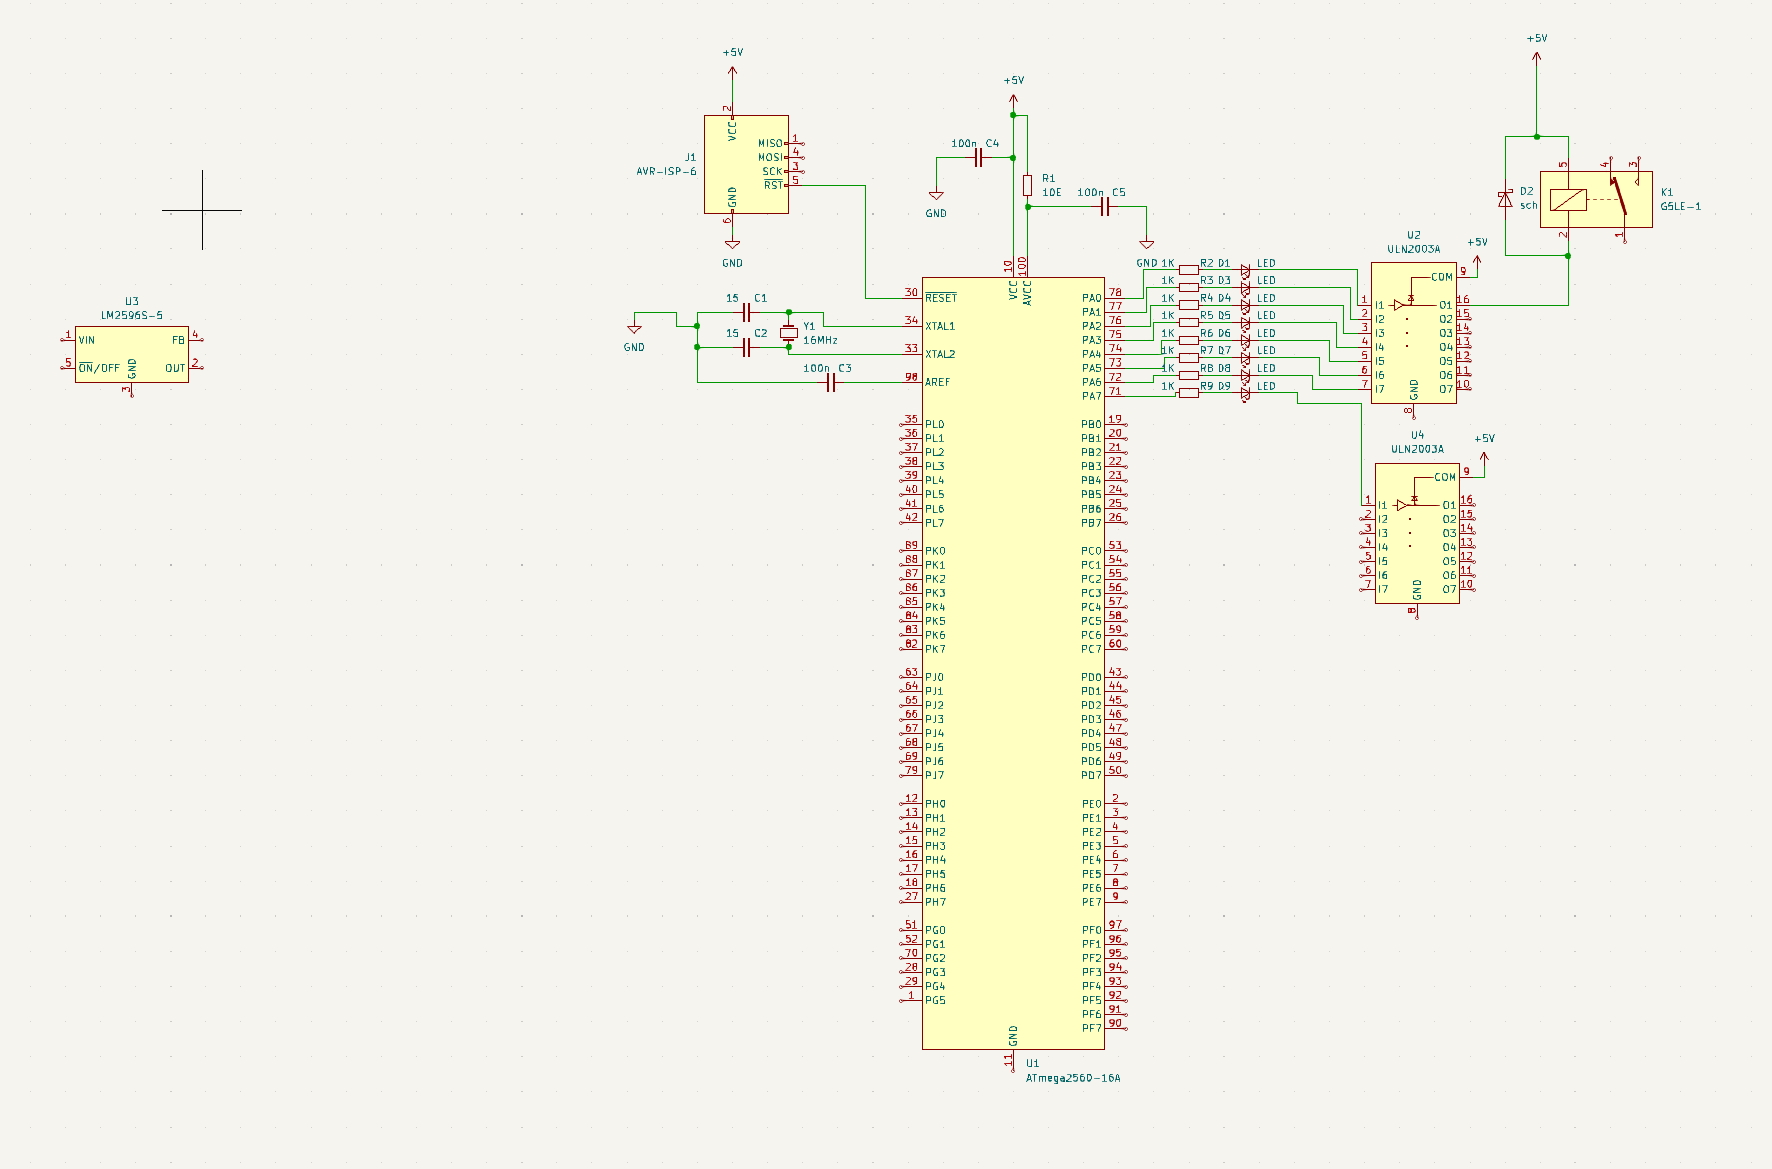 +5V
J1
AVR-ISP-6
VCC
2
MISO 1
MOSI 4
SCK 3
RST 5
GND
6
GND
+5V
100n C4
GND
R1
10E
100n C5
GND
+5V
D2
sch
5
4
3
2
1
K1
G5LE-1
U3
LM2596S-5
1 VIN
FB 4
5 ON/OFF
OUT 2
GND
3
GND
15 C1
15 C2
Y1
16MHz
100n C3
10
VCC
100
AVCC
30 RESET
34 XTAL1
33 XTAL2
98 AREF
35 PL0
36 PL1
37 PL2
38 PL3
39 PL4
40 PL5
41 PL6
42 PL7
89 PK0
88 PK1
87 PK2
86 PK3
85 PK4
84 PK5
83 PK6
82 PK7
63 PJ0
64 PJ1
65 PJ2
66 PJ3
67 PJ4
68 PJ5
69 PJ6
79 PJ7
12 PH0
13 PH1
14 PH2
15 PH3
16 PH4
17 PH5
18 PH6
27 PH7
51 PG0
52 PG1
70 PG2
28 PG3
29 PG4
1 PG5
PA0 78
PA1 77
PA2 76
PA3 75
PA4 74
PA5 73
PA6 72
PA7 71
PB0 19
PB1 20
PB2 21
PB3 22
PB4 23
PB5 24
PB6 25
PB7 26
PC0 53
PC1 54
PC2 55
PC3 56
PC4 57
PC5 58
PC6 59
PC7 60
PD0 43
PD1 44
PD2 45
PD3 46
PD4 47
PD5 48
PD6 49
PD7 50
PE0 2
PE1 3
PE2 4
PE3 5
PE4 6
PE5 7
PE6 8
PE7 9
PF0 97
PF1 96
PF2 95
PF3 94
PF4 93
PF5 92
PF6 91
PF7 90
GND
11
U1
ATmega2560-16A
1K R2 D1 LED
1K R3 D3 LED
1K R4 D4 LED
1K R5 D5 LED
1K R6 D6 LED
1K R7 D7 LED
1K R8 D8 LED
1K R9 D9 LED
U2
ULN2003A
+5V
COM 9
1 I1 O1 16
2 I2 O2 15
3 I3 O3 14
4 I4 O4 13
5 I5 O5 12
6 I6 O6 11
7 I7 O7 10
GND
8
U4
ULN2003A
+5V
COM 9
1 I1 O1 16
2 I2 O2 15
3 I3 O3 14
4 I4 O4 13
5 I5 O5 12
6 I6 O6 11
7 I7 O7 10
GND
8